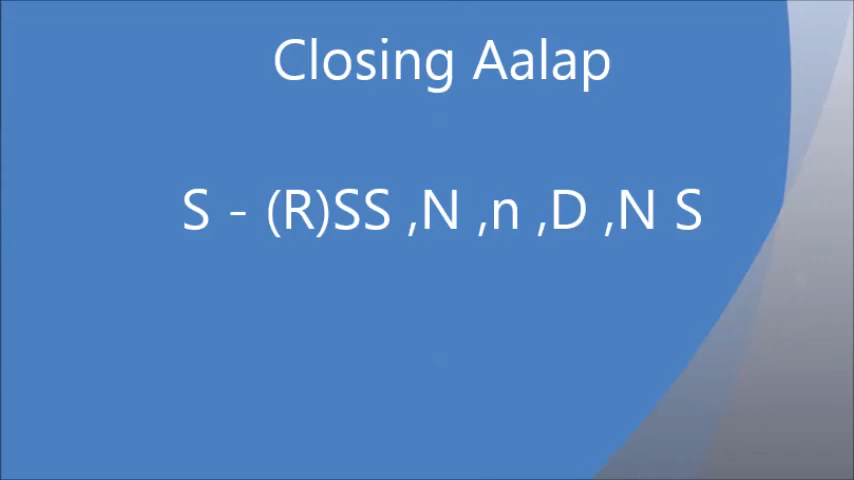 Closing Aalap
S - (R)SS ,N ,n ,D ,N S